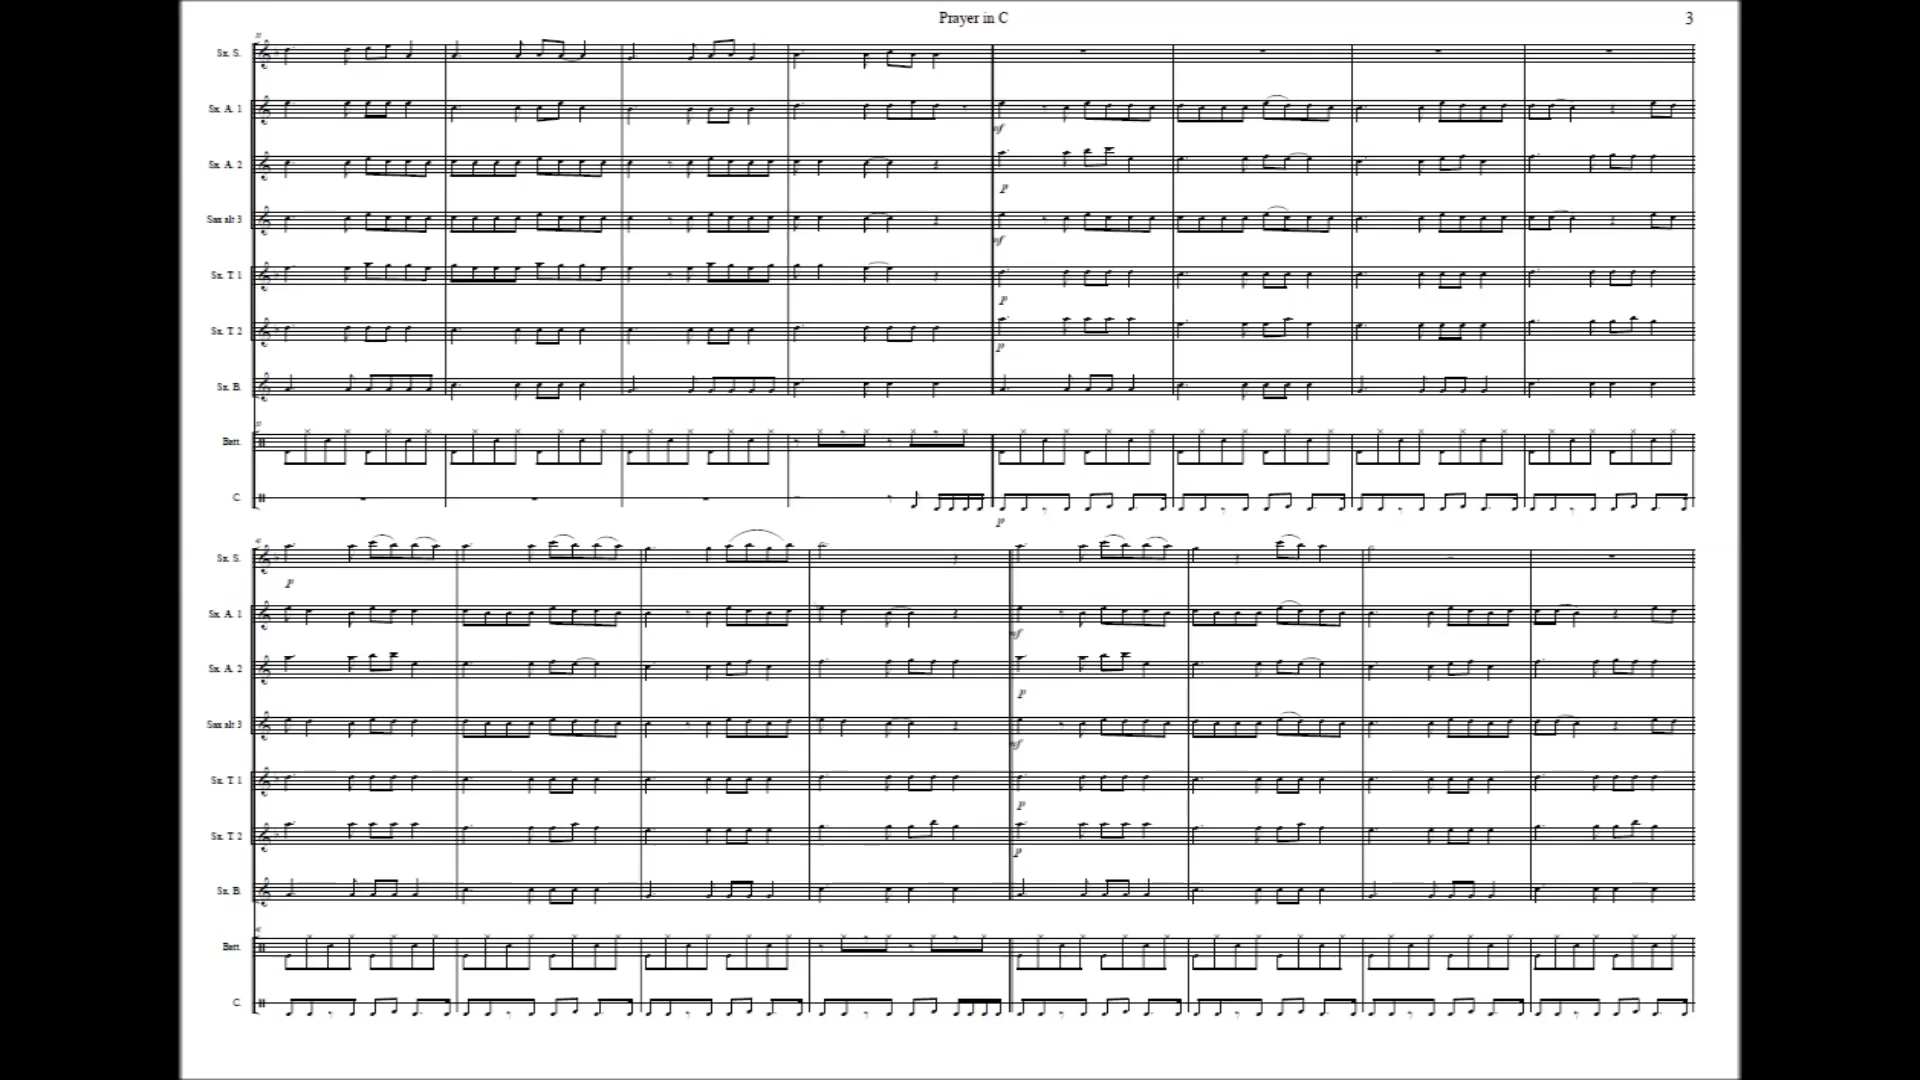 Prayer in C
3
Sx. S.
Sx. A. 1
mf
Sx. A. 2
p
Sax alt 3
mf
Sx. T 1
p
Sx. T 2
p
Sx. B.
Batt.
C.
p
Sx. S.
p
Sx. A. 1
mf
Sx. A. 2
p
Sax alt 3
mf
Sx. T 1
p
Sx. T 2
p
Sx. B.
Batt.
C.